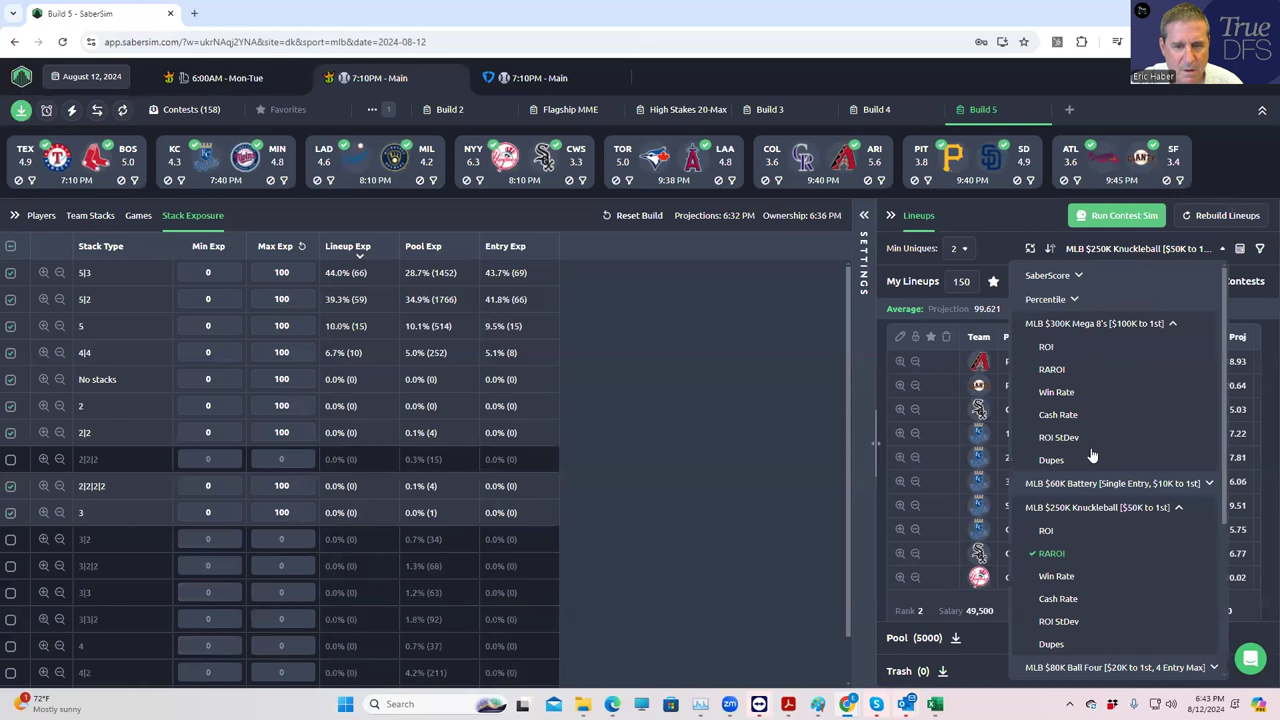 Build 5 - SaberSim
app.sabersim.com/?w=ukrNAqj2YNA&site=dk&sport=mlb&date=2024-08-12
True
DFS
Eric Haber
August 12, 2024
6:00AM - Mon-Tue
7:10PM - Main
7:10PM - Main
Contests (158)
Favorites
1
Build 2
Flagship MME
High Stakes 20-Max
Build 3
Build 4
Build 5
TEX 4.9 BOS 5.0 7:10 PM
KC 4.3 MIN 4.8 7:40 PM
LAD 4.6 MIL 4.2 8:10 PM
NYY 6.3 CWS 3.3 8:10 PM
TOR 5.0 LAA 4.8 9:38 PM
COL 3.6 ARI 5.6 9:40 PM
PIT 3.8 SD 4.9 9:40 PM
ATL 3.6 SF 3.4 9:45 PM
Players Team Stacks Games Stack Exposure
Reset Build Projections: 6:32 PM Ownership: 6:36 PM
Stack Type Min Exp Max Exp Lineup Exp Pool Exp Entry Exp
5|3 0 100 44.0% (66) 28.7% (1452) 43.7% (69)
5|2 0 100 39.3% (59) 34.9% (1766) 41.8% (66)
5 0 100 10.0% (15) 10.1% (514) 9.5% (15)
4|4 0 100 6.7% (10) 5.0% (252) 5.1% (8)
No stacks 0 100 0.0% (0) 0.0% (0) 0.0% (0)
2 0 100 0.0% (0) 0.0% (0) 0.0% (0)
2|2 0 100 0.0% (0) 0.1% (4) 0.0% (0)
2|2|2 0 0 0.0% (0) 0.3% (15) 0.0% (0)
2|2|2|2 0 100 0.0% (0) 0.1% (4) 0.0% (0)
3 0 100 0.0% (0) 0.0% (1) 0.0% (0)
3|2 0 0 0.0% (0) 0.7% (34) 0.0% (0)
3|2|2 0 0 0.0% (0) 1.3% (68) 0.0% (0)
3|3 0 0 0.0% (0) 1.2% (63) 0.0% (0)
3|3|2 0 0 0.0% (0) 1.8% (92) 0.0% (0)
4 0 0 0.0% (0) 0.7% (37) 0.0% (0)
4|2 0 0 0.0% (0) 4.2% (211) 0.0% (0)
SETTINGS
Lineups
Run Contest Sim
Rebuild Lineups
Min Uniques: 2
MLB $250K Knuckleball [$50K to 1...
My Lineups 150
Average: Projection 99.621
Team
Rank 2 Salary 49,500
Pool (5000)
Trash (0)
SaberScore
Percentile
MLB $300K Mega 8's [$100K to 1st]
ROI
RAROI
Win Rate
Cash Rate
ROI StDev
Dupes
MLB $60K Battery [Single Entry, $10K to 1st]
MLB $250K Knuckleball [$50K to 1st]
ROI
RAROI
Win Rate
Cash Rate
ROI StDev
Dupes
MLB $80K Ball Four [$20K to 1st, 4 Entry Max]
Proj
72°F
Mostly sunny
Search
6:43 PM
8/12/2024